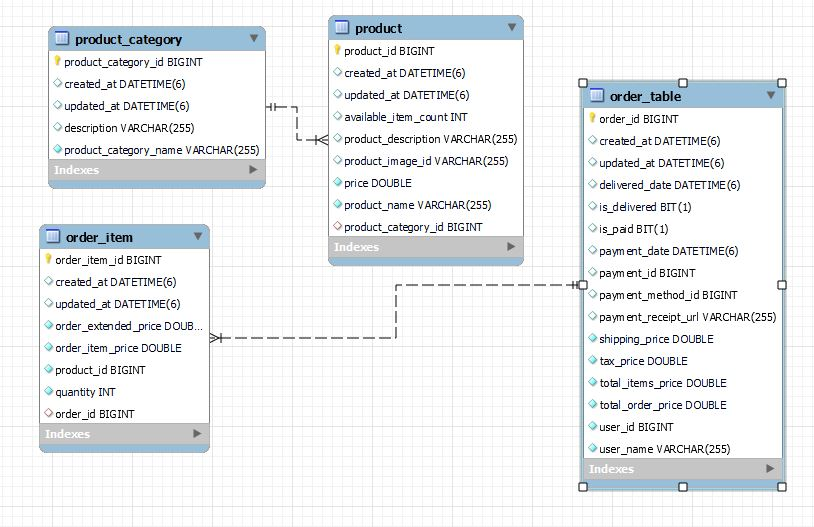 product_category
product_category_id BIGINT
created_at DATETIME(6)
updated_at DATETIME(6)
description VARCHAR(255)
product_category_name VARCHAR(255)
Indexes
product
product_id BIGINT
created_at DATETIME(6)
updated_at DATETIME(6)
available_item_count INT
product_description VARCHAR(255)
product_image_id VARCHAR(255)
price DOUBLE
product_name VARCHAR(255)
product_category_id BIGINT
Indexes
order_table
order_id BIGINT
created_at DATETIME(6)
updated_at DATETIME(6)
delivered_date DATETIME(6)
is_delivered BIT(1)
is_paid BIT(1)
payment_date DATETIME(6)
payment_id BIGINT
payment_method_id BIGINT
payment_receipt_url VARCHAR(255)
shipping_price DOUBLE
tax_price DOUBLE
total_items_price DOUBLE
total_order_price DOUBLE
user_id BIGINT
user_name VARCHAR(255)
Indexes
order_item
order_item_id BIGINT
created_at DATETIME(6)
updated_at DATETIME(6)
order_extended_price DOUB...
order_item_price DOUBLE
product_id BIGINT
quantity INT
order_id BIGINT
Indexes